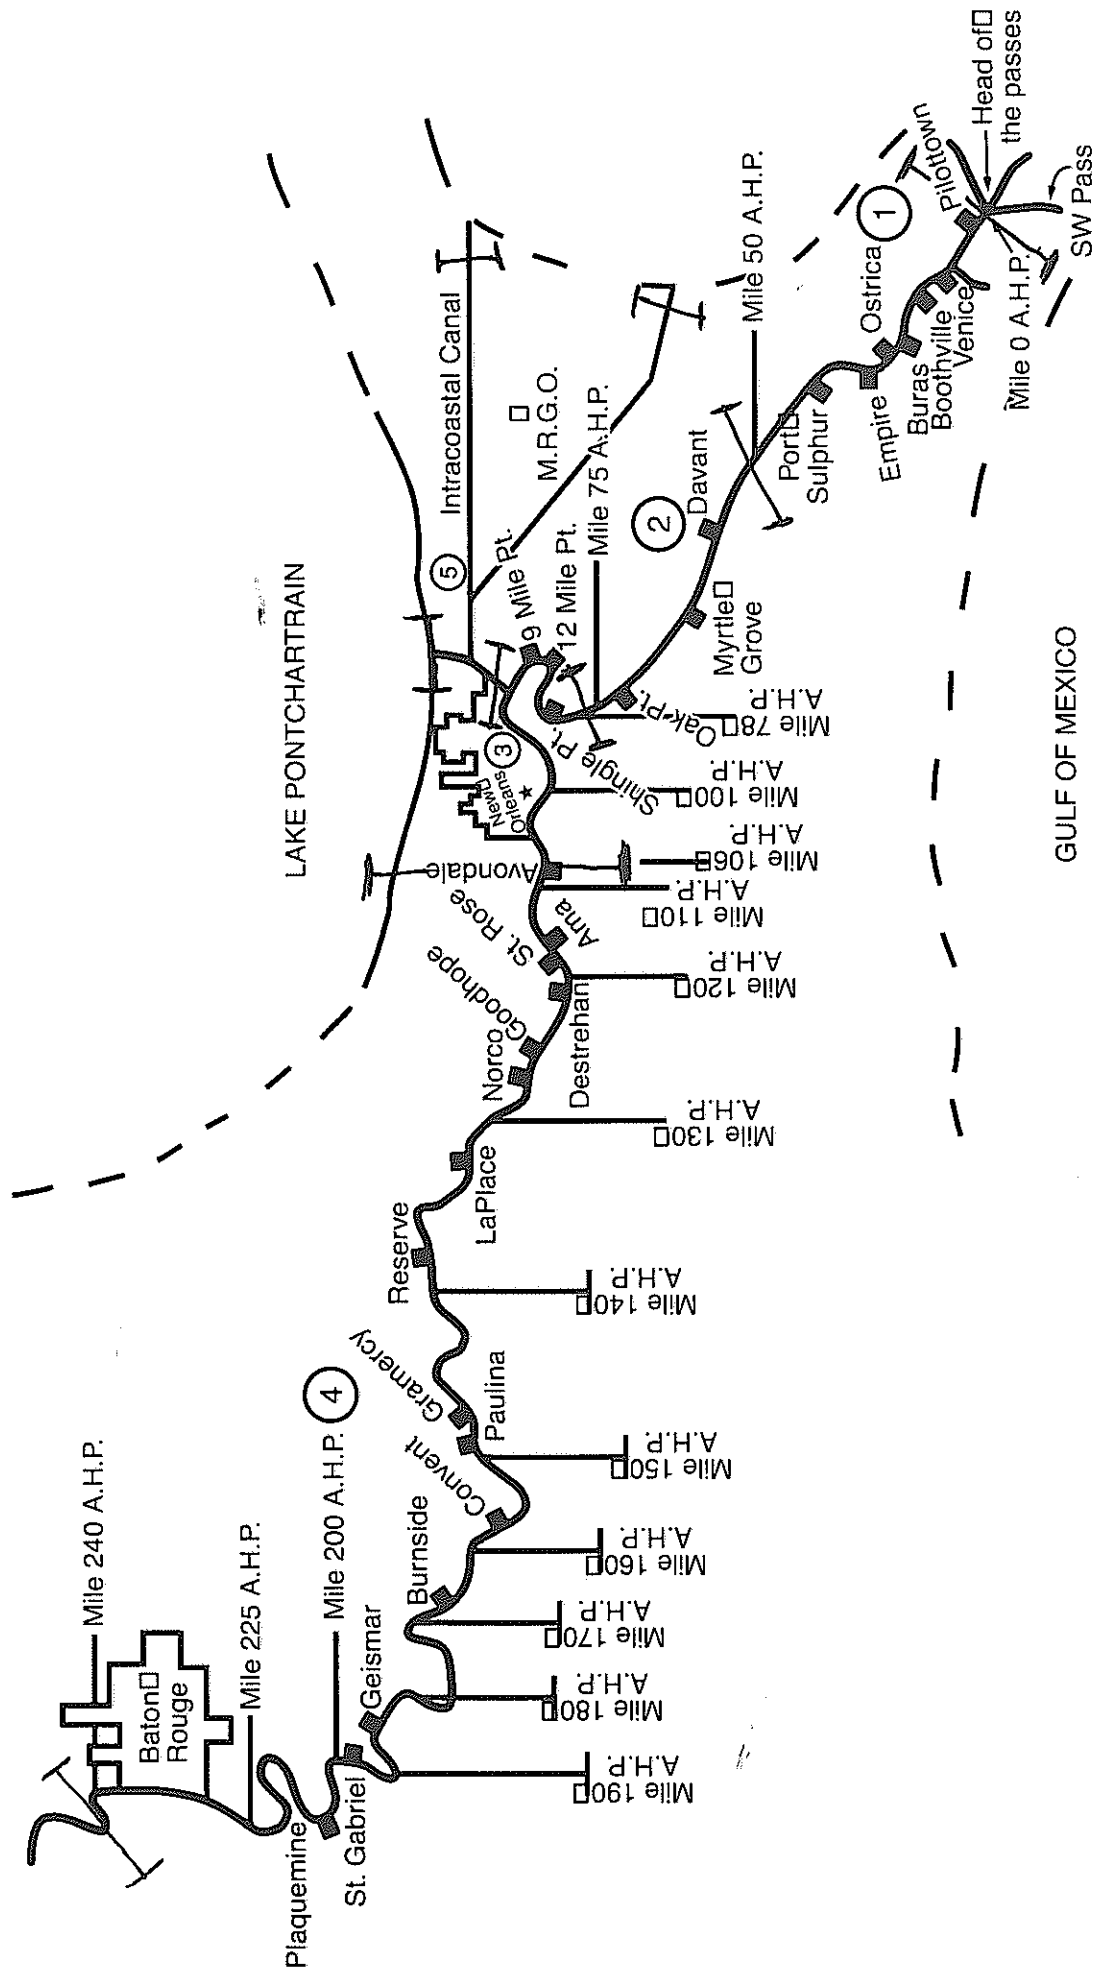 LAKE PONTCHARTRAIN
GULF OF MEXICO
Mile 240 A.H.P.
Baton□
Rouge
Mile 225 A.H.P.
Plaquemine
Mile 200 A.H.P.
4
St. Gabriel
Geismar
Mile 190□
A.H.P.
Mile 180□
A.H.P.
Mile 170□
A.H.P.
Burnside
Mile 160□
A.H.P.
Convent
Mile 150□
A.H.P.
Gramercy
Paulina
Mile 140□
A.H.P.
Reserve
LaPlace
Mile 130□
A.H.P.
Norco
Goodhope
Destrehan
Mile 120□
A.H.P.
St. Rose
Ama
Mile 110□
A.H.P.
Avondale
Mile 106□
A.H.P.
New□
Orleans
3
Mile 100□
A.H.P.
Shingle Pt.
Mile 78□
A.H.P.
Oak Pt.
9 Mile Pt.
12 Mile Pt.
5
Intracoastal Canal
□
M.R.G.O.
Mile 75 A.H.P.
2
Myrtle□
Grove
Davant
Mile 50 A.H.P.
Port□
Sulphur
Empire
Ostrica
Buras
Boothville
Venice
1
Pilottown
Mile 0 A.H.P.
Head of□
the passes
SW Pass